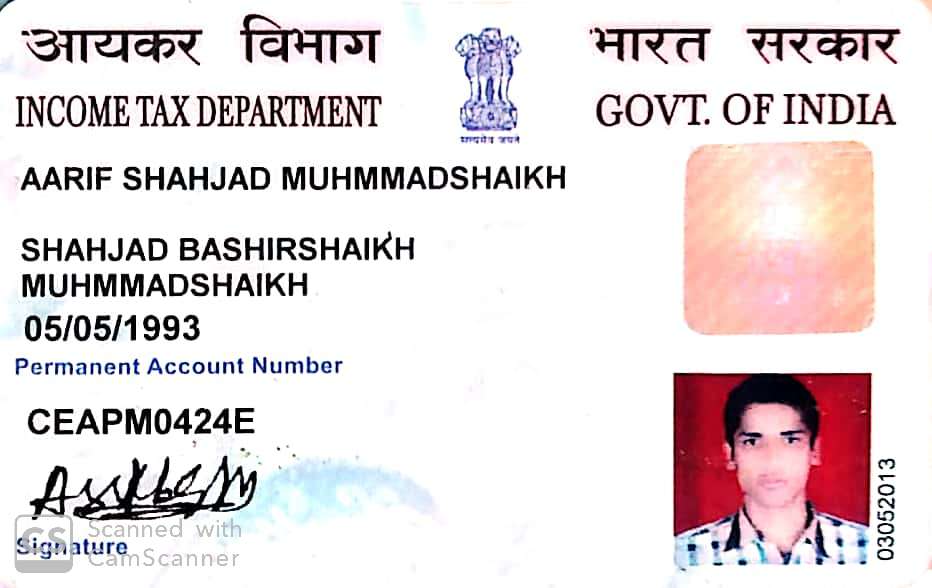 आयकर विभाग
INCOME TAX DEPARTMENT
सत्यमेव जयते
भारत सरकार
GOVT. OF INDIA
AARIF SHAHJAD MUHMMADSHAIKH
SHAHJAD BASHIRSHAIKH
MUHMMADSHAIKH
05/05/1993
Permanent Account Number
CEAPM0424E
Signature
03052013
CS Scanned with
CamScanner